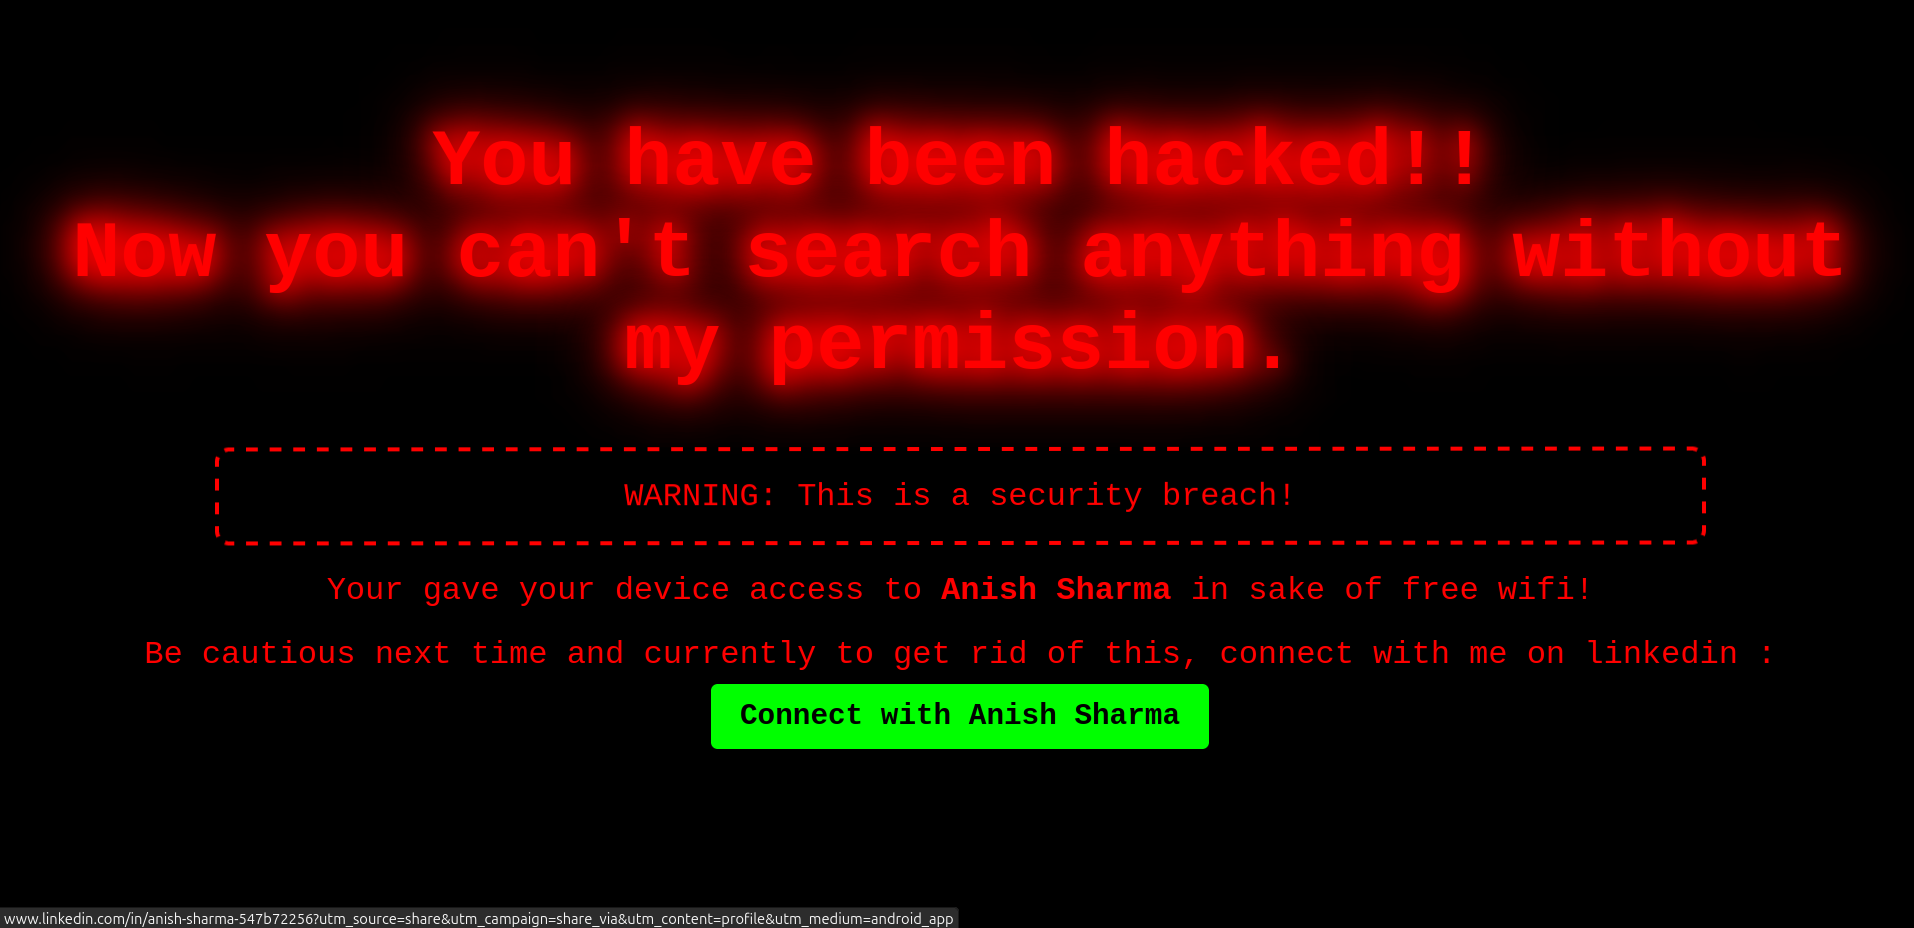 You have been hacked!!
Now you can't search anything without
my permission.
WARNING: This is a security breach!
Your gave your device access to Anish Sharma in sake of free wifi!
Be cautious next time and currently to get rid of this, connect with me on linkedin :
Connect with Anish Sharma
www.linkedin.com/in/anish-sharma-547b72256?utm_source=share&utm_campaign=share_via&utm_content=profile&utm_medium=android_app